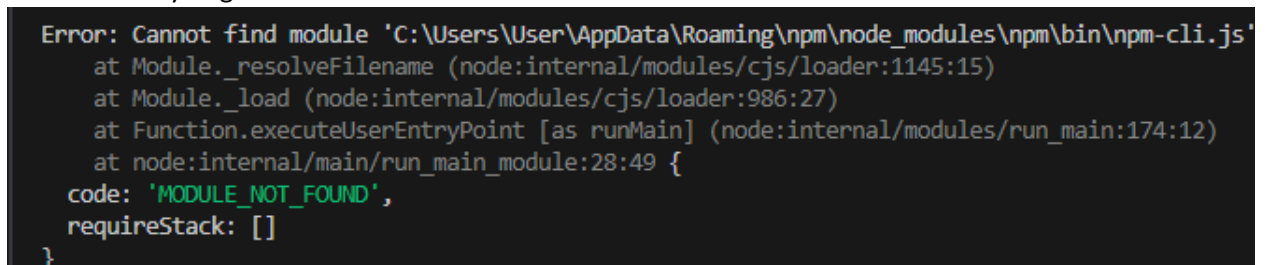 Error: Cannot find module 'C:\Users\User\AppData\Roaming\npm\node_modules\npm\bin\npm-cli.js'
    at Module._resolveFilename (node:internal/modules/cjs/loader:1145:15)
    at Module._load (node:internal/modules/cjs/loader:986:27)
    at Function.executeUserEntryPoint [as runMain] (node:internal/modules/run_main:174:12)
    at node:internal/main/run_main_module:28:49 {
  code: 'MODULE_NOT_FOUND',
  requireStack: []
}